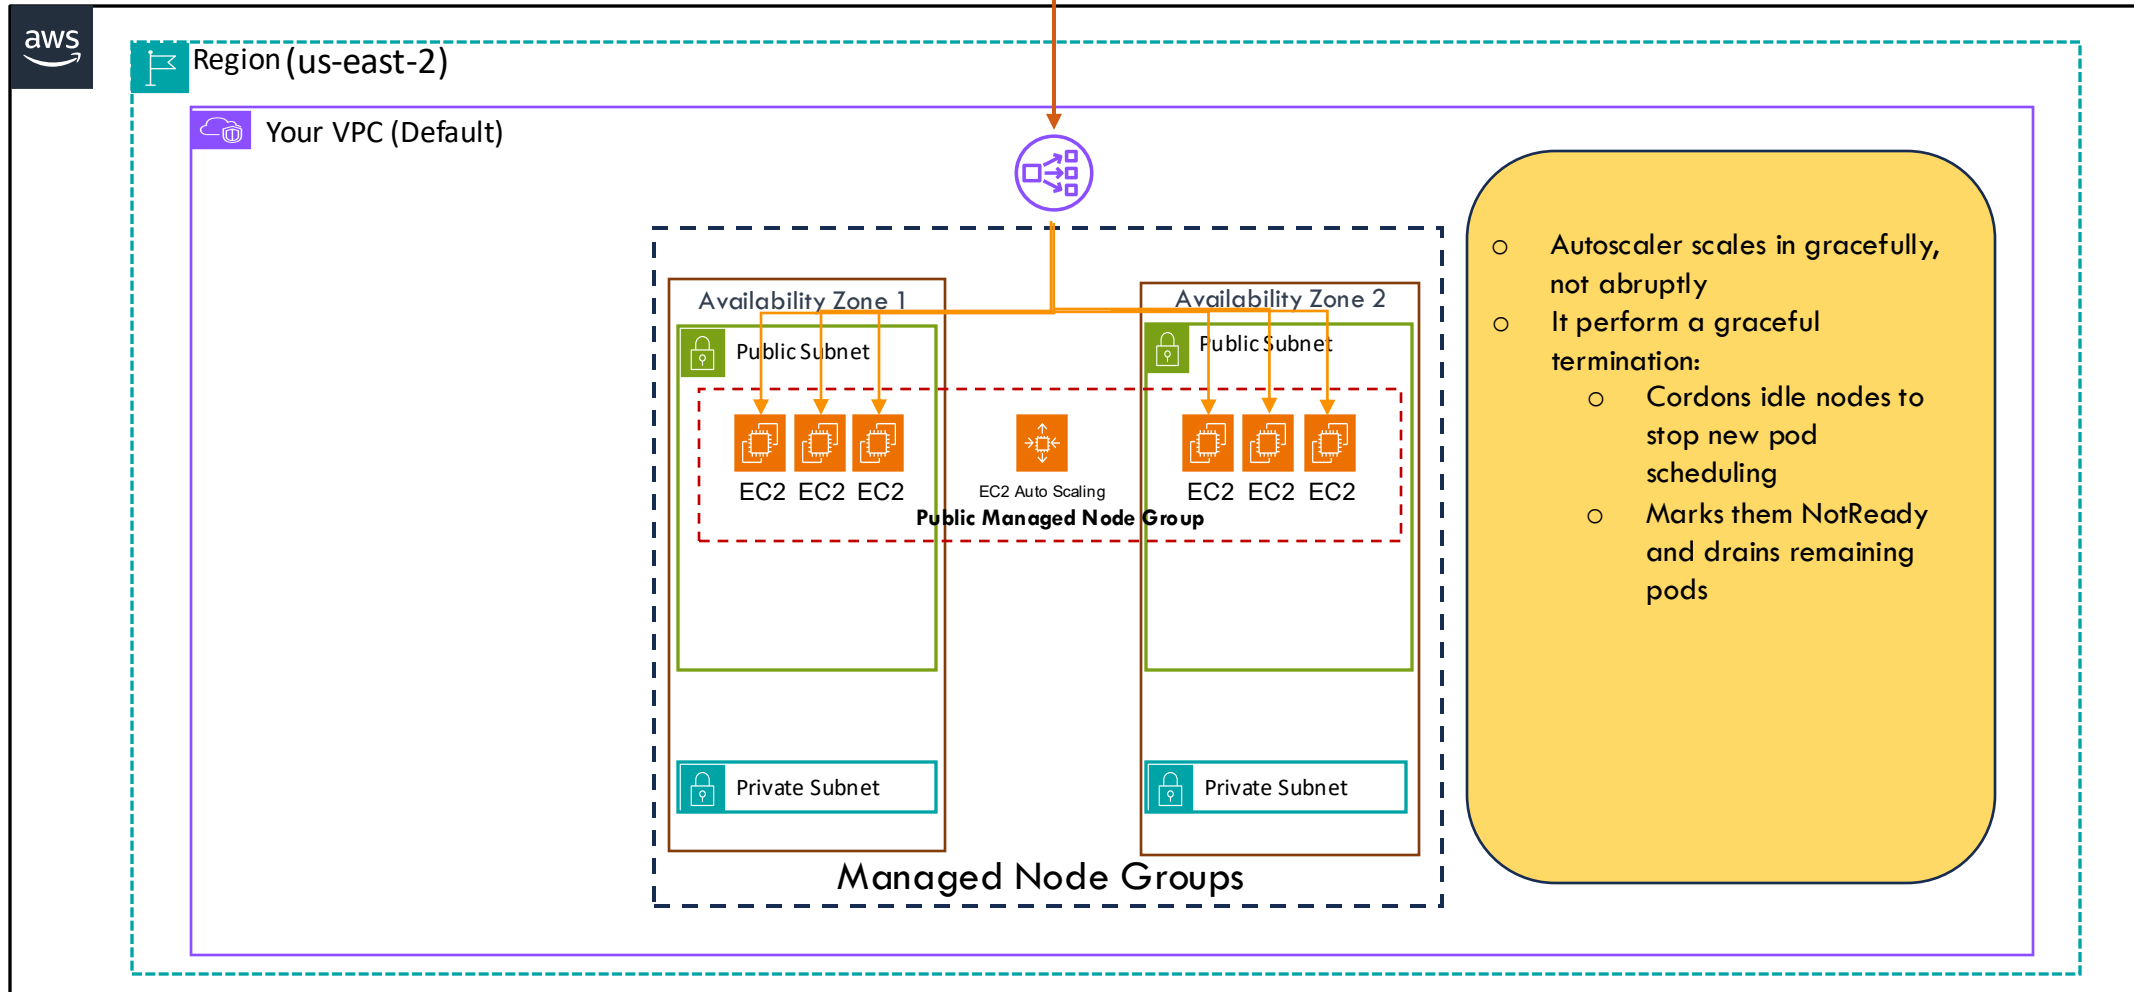 aws
Region (us-east-2)
Your VPC (Default)
Availability Zone 1
Public Subnet
EC2 EC2 EC2
EC2 Auto Scaling
Public Managed Node Group
Availability Zone 2
Public Subnet
EC2 EC2 EC2
Private Subnet
Private Subnet
Managed Node Groups
o Autoscaler scales in gracefully,
not abruptly
o It perform a graceful
termination:
o Cordons idle nodes to
stop new pod
scheduling
o Marks them NotReady
and drains remaining
pods